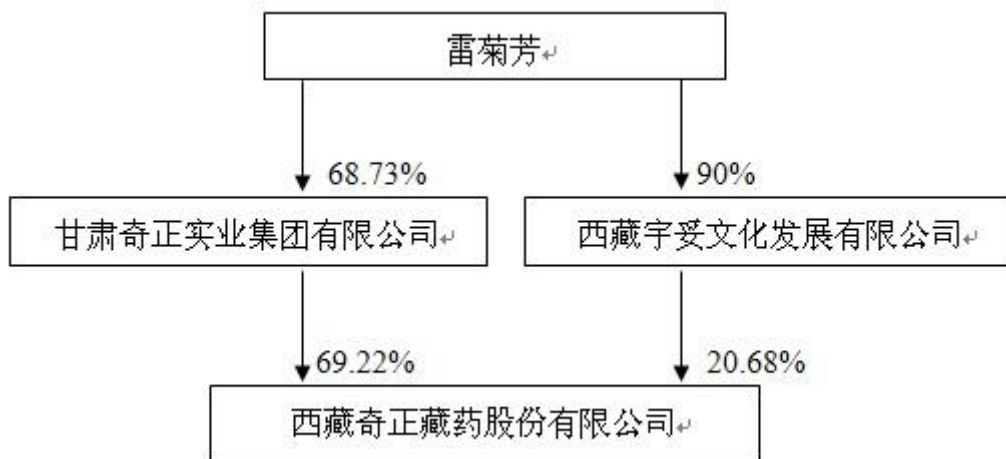 雷菊芳
68.73%
90%
甘肃奇正实业集团有限公司
西藏宇妥文化发展有限公司
69.22%
20.68%
西藏奇正藏药股份有限公司